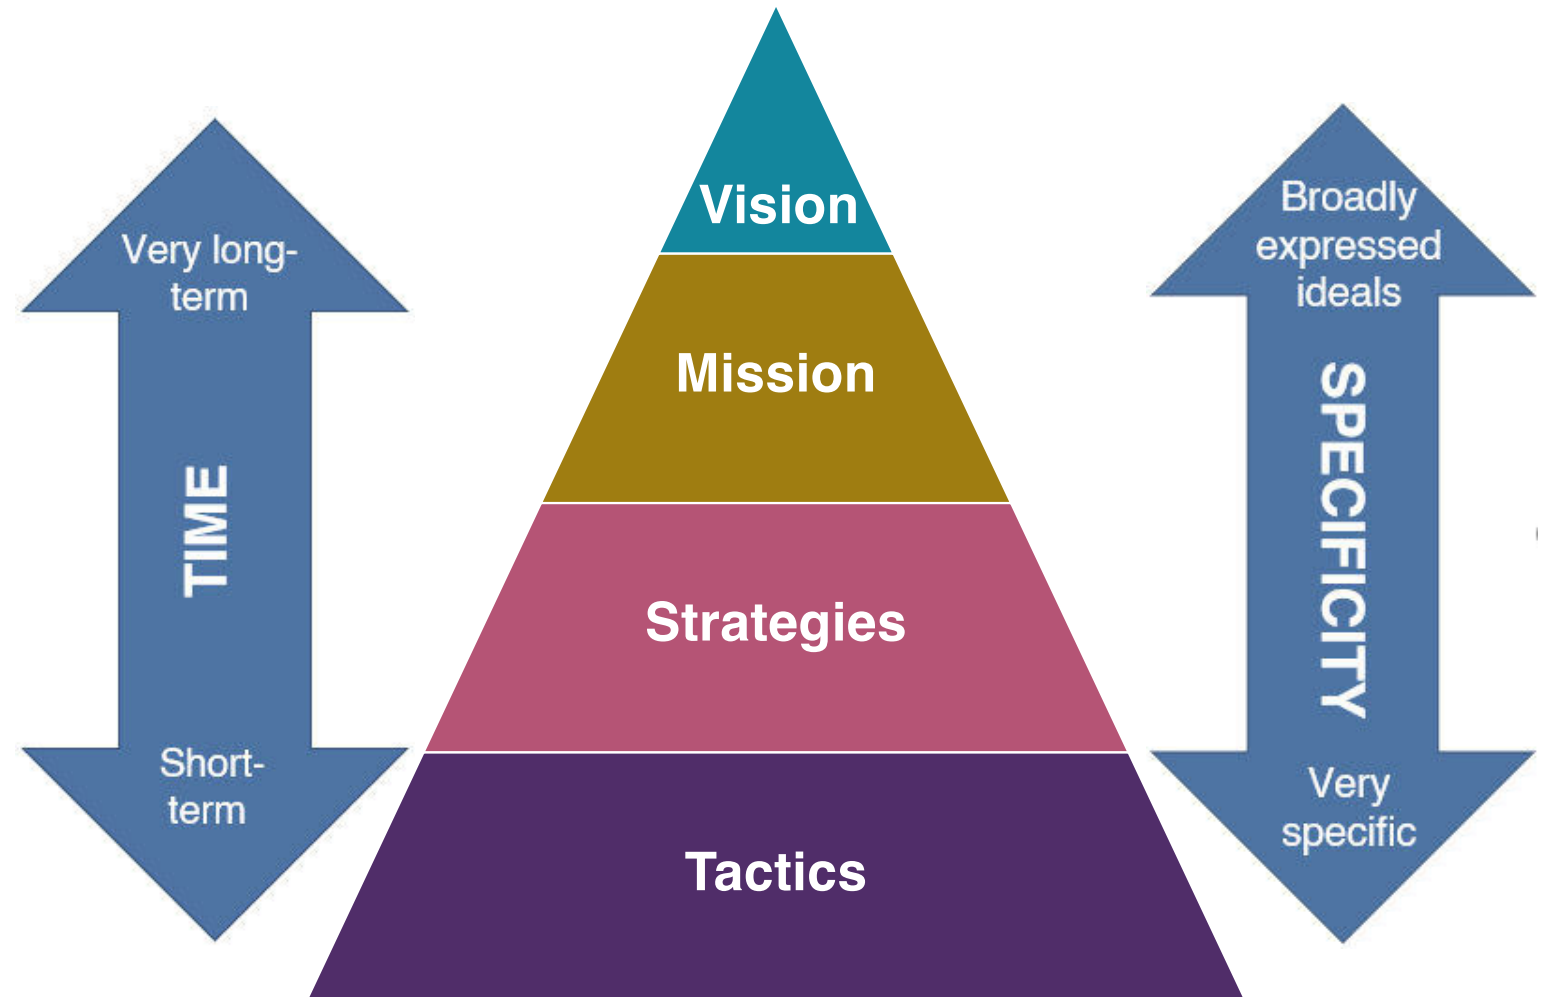 Vision
Mission
Strategies
Tactics
Very long-
term
TIME
Short-
term
Broadly
expressed
ideals
SPECIFICITY
Very
specific